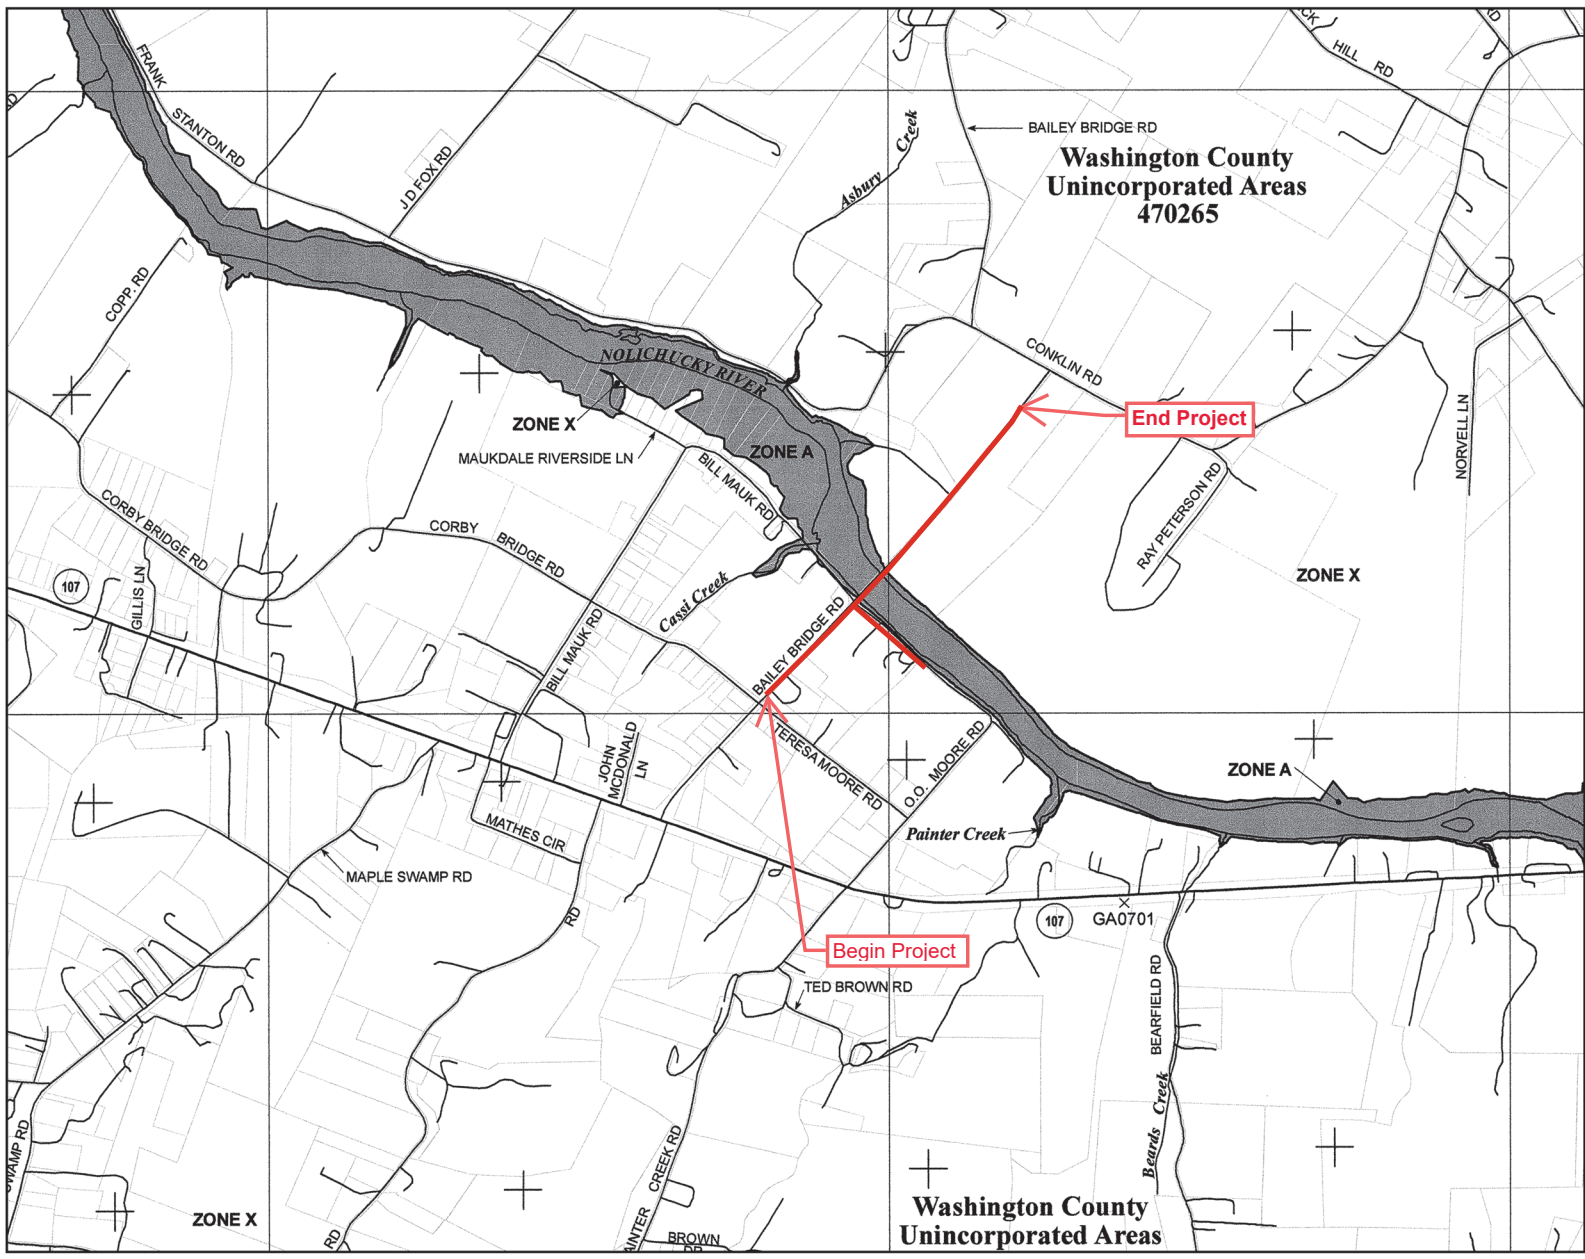 FRANK
STANTON RD
J D FOX RD
COPP. RD
Asbury
Creek
BAILEY BRIDGE RD
HILL RD
RD
Washington County
Unincorporated Areas
470265
NOLICHUCKY RIVER
CONKLIN RD
End Project
ZONE X
MAUKDALE RIVERSIDE LN
ZONE A
BILL MAUK RD
NORVELL LN
RAY PETERSON RD
ZONE X
CORBY BRIDGE RD
CORBY
BRIDGE RD
107
GILLIS LN
Cassi Creek
BILL MAUK RD
BAILEY BRIDGE RD
JOHN
MCDONALD
LN
TERESA MOORE RD
O.O. MOORE RD
ZONE A
MATHES CIR
Painter Creek
MAPLE SWAMP RD
RD
107
GA0701
Begin Project
TED BROWN RD
BEARFIELD RD
Beards Creek
SWAMP RD
ZONE X
RD
CREEK RD
BROWN
Washington County
Unincorporated Areas